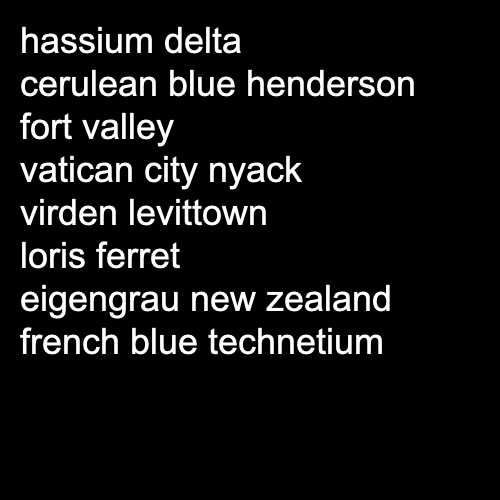 hassium delta
cerulean blue henderson
fort valley
vatican city nyack
virden levittown
loris ferret
eigengrau new zealand
french blue technetium